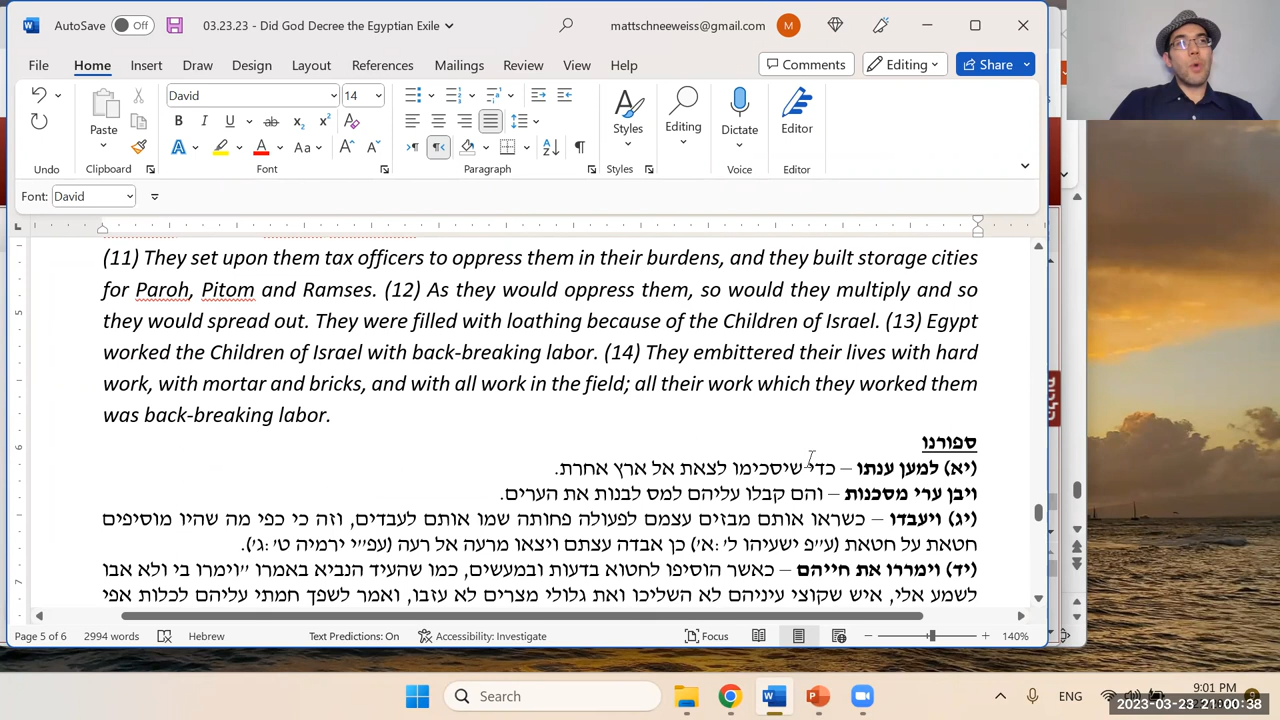 AutoSave Off 03.23.23 - Did God Decree the Egyptian Exile mattschneeweiss@gmail.com M
File Home Insert Draw Design Layout References Mailings Review View Help Comments Editing Share
David 14
Paste Styles Editing Dictate Editor
Undo Clipboard Font Paragraph Styles Voice Editor
Font: David
(11) They set upon them tax officers to oppress them in their burdens, and they built storage cities
for Paroh, Pitom and Ramses. (12) As they would oppress them, so would they multiply and so
they would spread out. They were filled with loathing because of the Children of Israel. (13) Egypt
worked the Children of Israel with back-breaking labor. (14) They embittered their lives with hard
work, with mortar and bricks, and with all work in the field; all their work which they worked them
was back-breaking labor.
ספורנו
(יא) למען ענתו – כדי שיסכימו לצאת אל ארץ אחרת.
ויבן ערי מסכנות – והם קבלו עליהם למס לבנות את הערים.
(יג) ויעבדו – כשראו אותם מבזים עצמם לפעולה פחותה שמו אותם לעבדים, וזה כי כפי מה שהיו מוסיפים
חטאת על חטאת (ע״פ ישעיהו ל׳:א׳) כן אבדה עצתם ויצאו מרעה אל רעה (עפ״י ירמיה ט׳:ג׳).
(יד) וימררו את חייהם – כאשר הוסיפו לחטוא בדעות ובמעשים, כמו שהעיד הנביא באמרו ״וימרו בי ולא אבו
לשמע אלי, איש שקוצי עיניהם לא השליכו ואת גלולי מצרים לא עזבו, ואמר לשפך חמתי עליהם לכלות אפי
Page 5 of 6 2994 words Hebrew Text Predictions: On Accessibility: Investigate Focus 140%
Search ENG 9:01 PM
2023-03-23 21:00:38